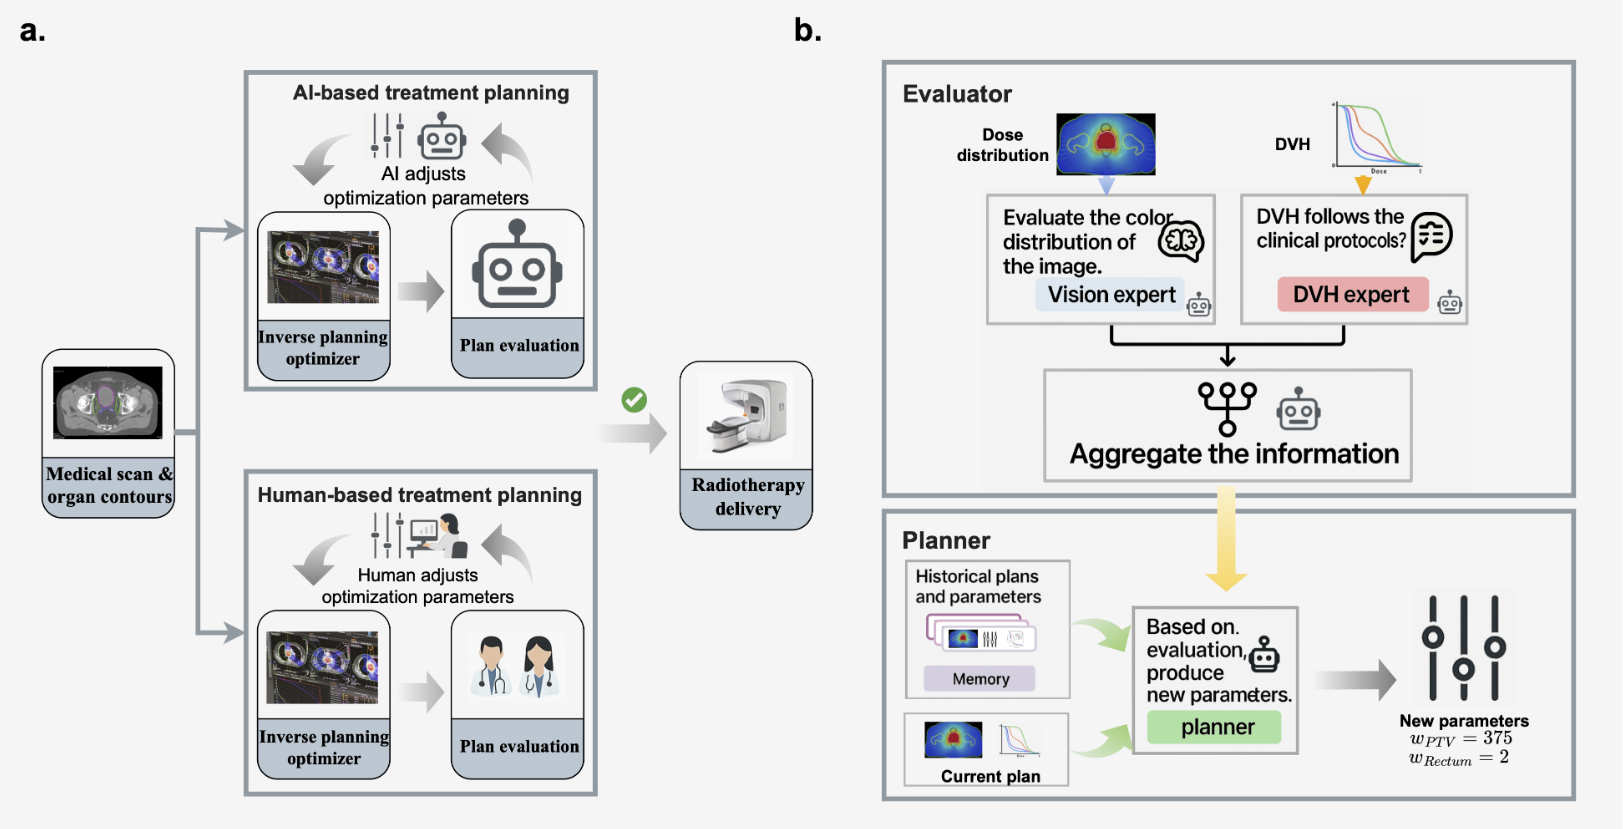 a.
AI-based treatment planning
AI adjusts
optimization parameters
Inverse planning
optimizer
Plan evaluation
Medical scan &
organ contours
Human-based treatment planning
Human adjusts
optimization parameters
Inverse planning
optimizer
Plan evaluation
Radiotherapy
delivery
b.
Evaluator
Dose
distribution
DVH
Dose
1
0
Evaluate the color
distribution of
the image.
Vision expert
DVH follows the
clinical protocols?
DVH expert
Aggregate the information
Planner
Historical plans
and parameters
Memory
Current plan
Based on.
evaluation,
produce
new parameters.
planner
New parameters
w_PTV = 375
w_Rectum = 2